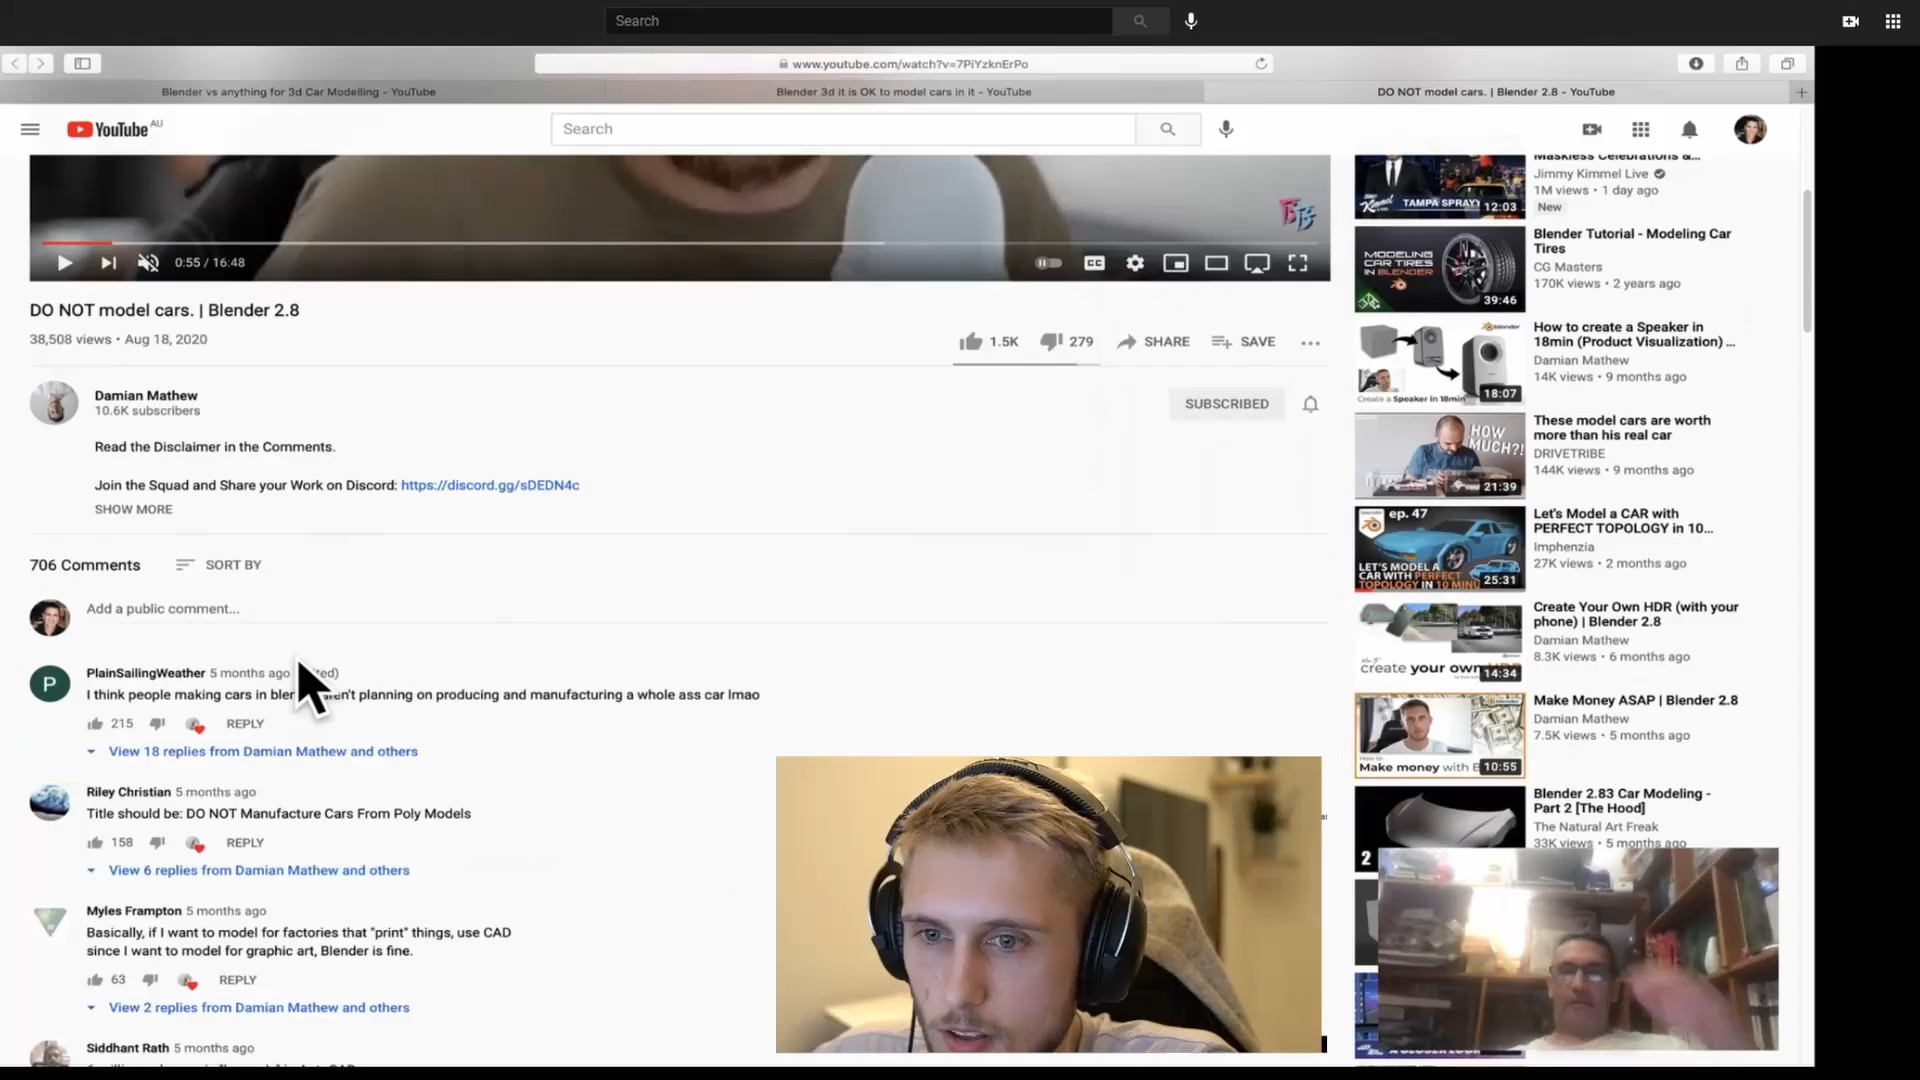 Search
www.youtube.com/watch?v=7PiYzknErPo
Blender vs anything for 3d Car Modelling - YouTube
Blender 3d it is OK to model cars in it - YouTube
DO NOT model cars. | Blender 2.8 - YouTube
YouTube AU
Search
0:55 / 16:48
CC
DO NOT model cars. | Blender 2.8
38,508 views • Aug 18, 2020
1.5K
279
SHARE
SAVE
Damian Mathew
10.6K subscribers
SUBSCRIBED
Read the Disclaimer in the Comments.
Join the Squad and Share your Work on Discord: https://discord.gg/sDEDN4c
SHOW MORE
706 Comments
SORT BY
Add a public comment...
P
PlainSailingWeather 5 months ago
I think people making cars in planning on producing and manufacturing a whole ass car lmao
215
REPLY
View 18 replies from Damian Mathew and others
Riley Christian 5 months ago
Title should be: DO NOT Manufacture Cars From Poly Models
158
REPLY
View 6 replies from Damian Mathew and others
Myles Frampton 5 months ago
Basically, if I want to model for factories that "print" things, use CAD
since I want to model for graphic art, Blender is fine.
63
REPLY
View 2 replies from Damian Mathew and others
Siddhant Rath 5 months ago
Maskless Celebrations &...
Jimmy Kimmel Live
1M views • 1 day ago
New
TAMPA SPRAYY
12:03
Blender Tutorial - Modeling Car
Tires
CG Masters
170K views • 2 years ago
MODELING
CAR TIRES
IN BLENDER
39:46
How to create a Speaker in
18min (Product Visualization) ...
Damian Mathew
14K views • 9 months ago
blender
Create a Speaker in 18min
18:07
These model cars are worth
more than his real car
DRIVETRIBE
144K views • 9 months ago
HOW
MUCH?!
21:39
Let's Model a CAR with
PERFECT TOPOLOGY in 10...
Imphenzia
27K views • 2 months ago
ep. 47
LET'S MODEL A
CAR WITH PERFECT
TOPOLOGY IN 10 MINU
25:31
Create Your Own HDR (with your
phone) | Blender 2.8
Damian Mathew
8.3K views • 6 months ago
create your own HDR
14:34
Make Money ASAP | Blender 2.8
Damian Mathew
7.5K views • 5 months ago
Make money with B
10:55
Blender 2.83 Car Modeling -
Part 2 [The Hood]
The Natural Art Freak
33K views • 5 months ago
2